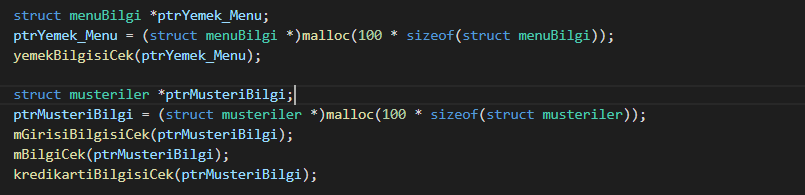 struct menuBilgi *ptrYemek_Menu;
ptrYemek_Menu = (struct menuBilgi *)malloc(100 * sizeof(struct menuBilgi));
yemekBilgisiCek(ptrYemek_Menu);
struct musteriler *ptrMusteriBilgi;
ptrMusteriBilgi = (struct musteriler *)malloc(100 * sizeof(struct musteriler));
mGirisiBilgisiCek(ptrMusteriBilgi);
mBilgiCek(ptrMusteriBilgi);
kredikartiBilgisiCek(ptrMusteriBilgi);